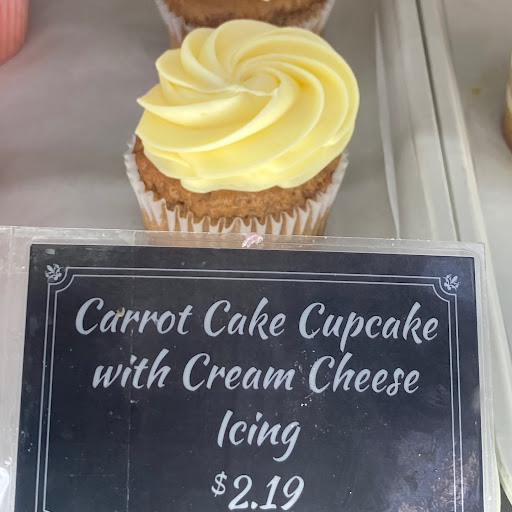 Carrot Cake Cupcake
with Cream Cheese
Icing
$2.19